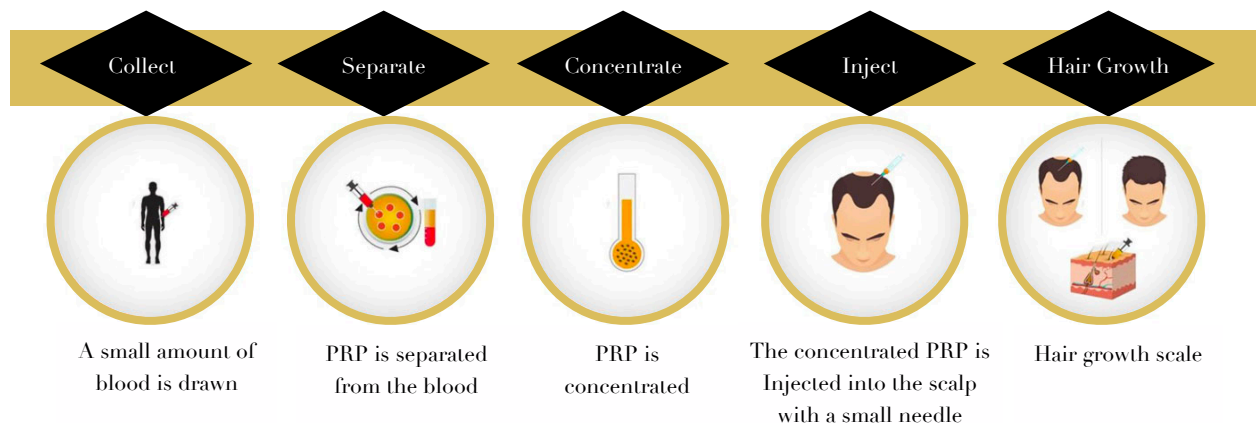 Collect
Separate
Concentrate
Inject
Hair Growth
A small amount of
blood is drawn
PRP is separated
from the blood
PRP is
concentrated
The concentrated PRP is
Injected into the scalp
with a small needle
Hair growth scale